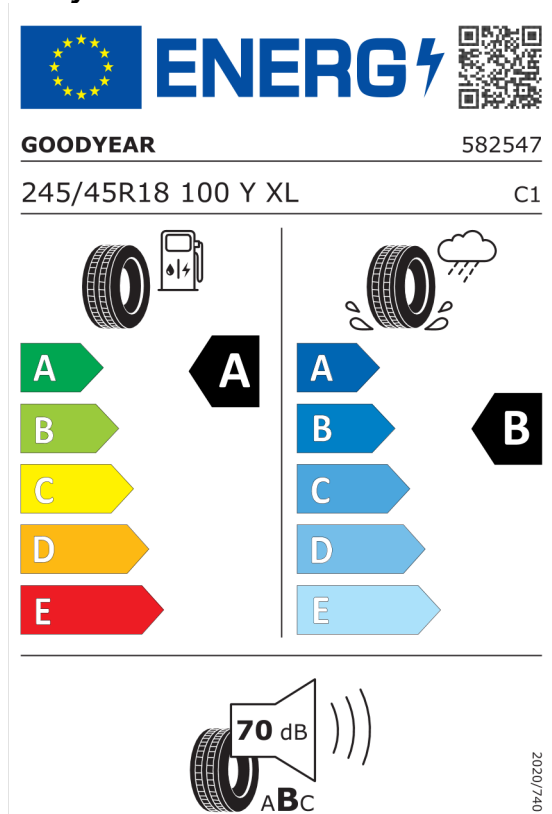 ENERG
GOODYEAR 582547
245/45R18 100 Y XL C1
A A A
B B B
C C
D D
E E
70 dB
ABC
2020/740